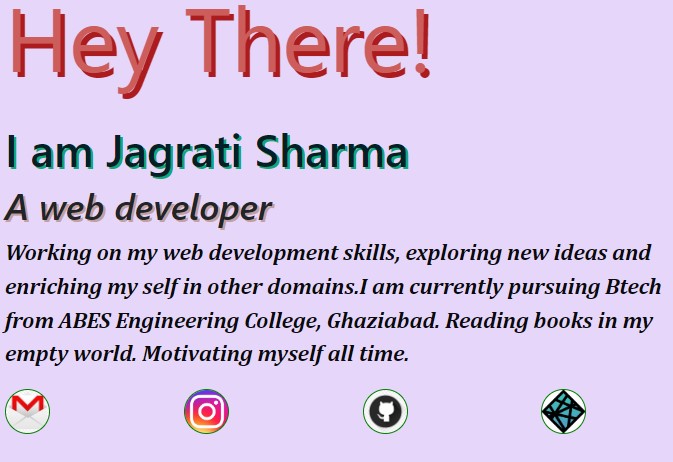 Hey There!
I am Jagrati Sharma
A web developer
Working on my web development skills, exploring new ideas and
enriching my self in other domains.I am currently pursuing Btech
from ABES Engineering College, Ghaziabad. Reading books in my
empty world. Motivating myself all time.